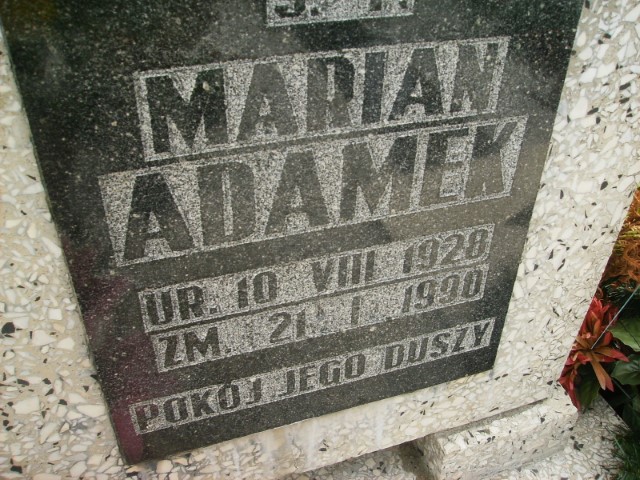 MARIAN
ADAMEK
UR. 10 VIII 1928
ZM. 21 I 1990
POKÓJ JEGO DUSZY